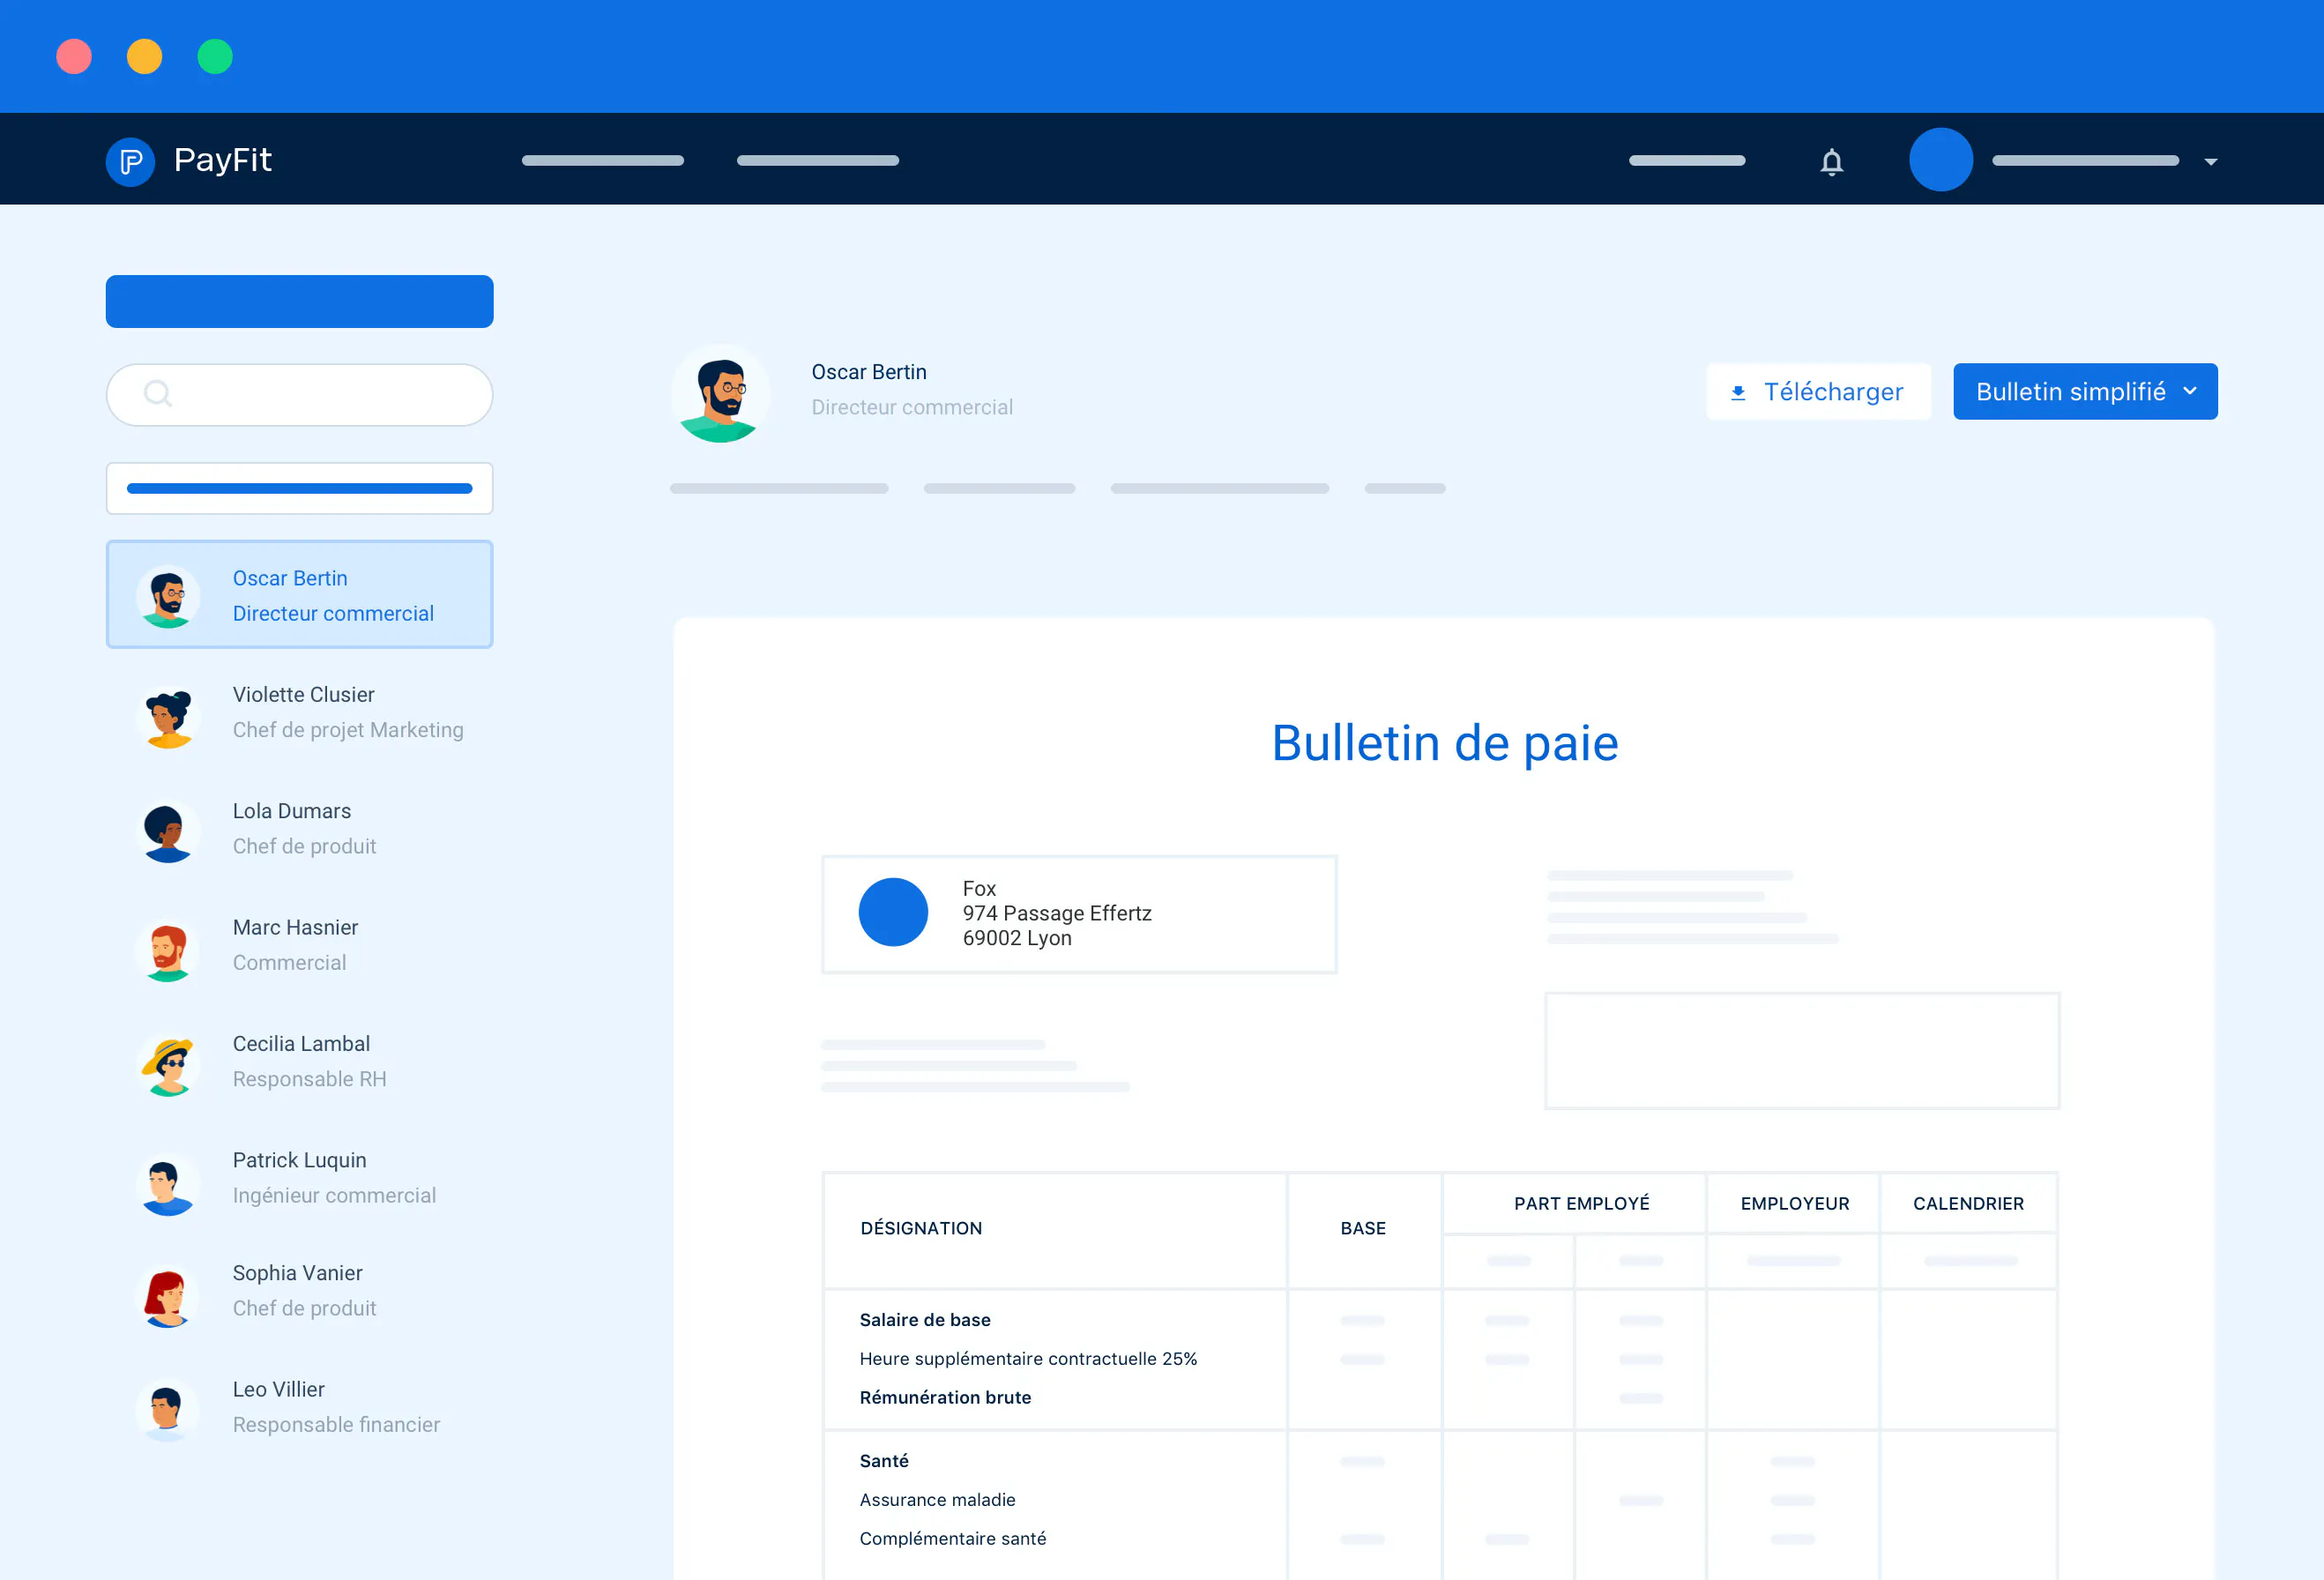 PayFit
Oscar Bertin
Directeur commercial
Télécharger
Bulletin simplifié
Oscar Bertin
Directeur commercial
Violette Clusier
Chef de projet Marketing
Lola Dumars
Chef de produit
Marc Hasnier
Commercial
Cecilia Lambal
Responsable RH
Patrick Luquin
Ingénieur commercial
Sophia Vanier
Chef de produit
Leo Villier
Responsable financier
Bulletin de paie
Fox
974 Passage Effertz
69002 Lyon
DÉSIGNATION
BASE
PART EMPLOYÉ
EMPLOYEUR
CALENDRIER
Salaire de base
Heure supplémentaire contractuelle 25%
Rémunération brute
Santé
Assurance maladie
Complémentaire santé